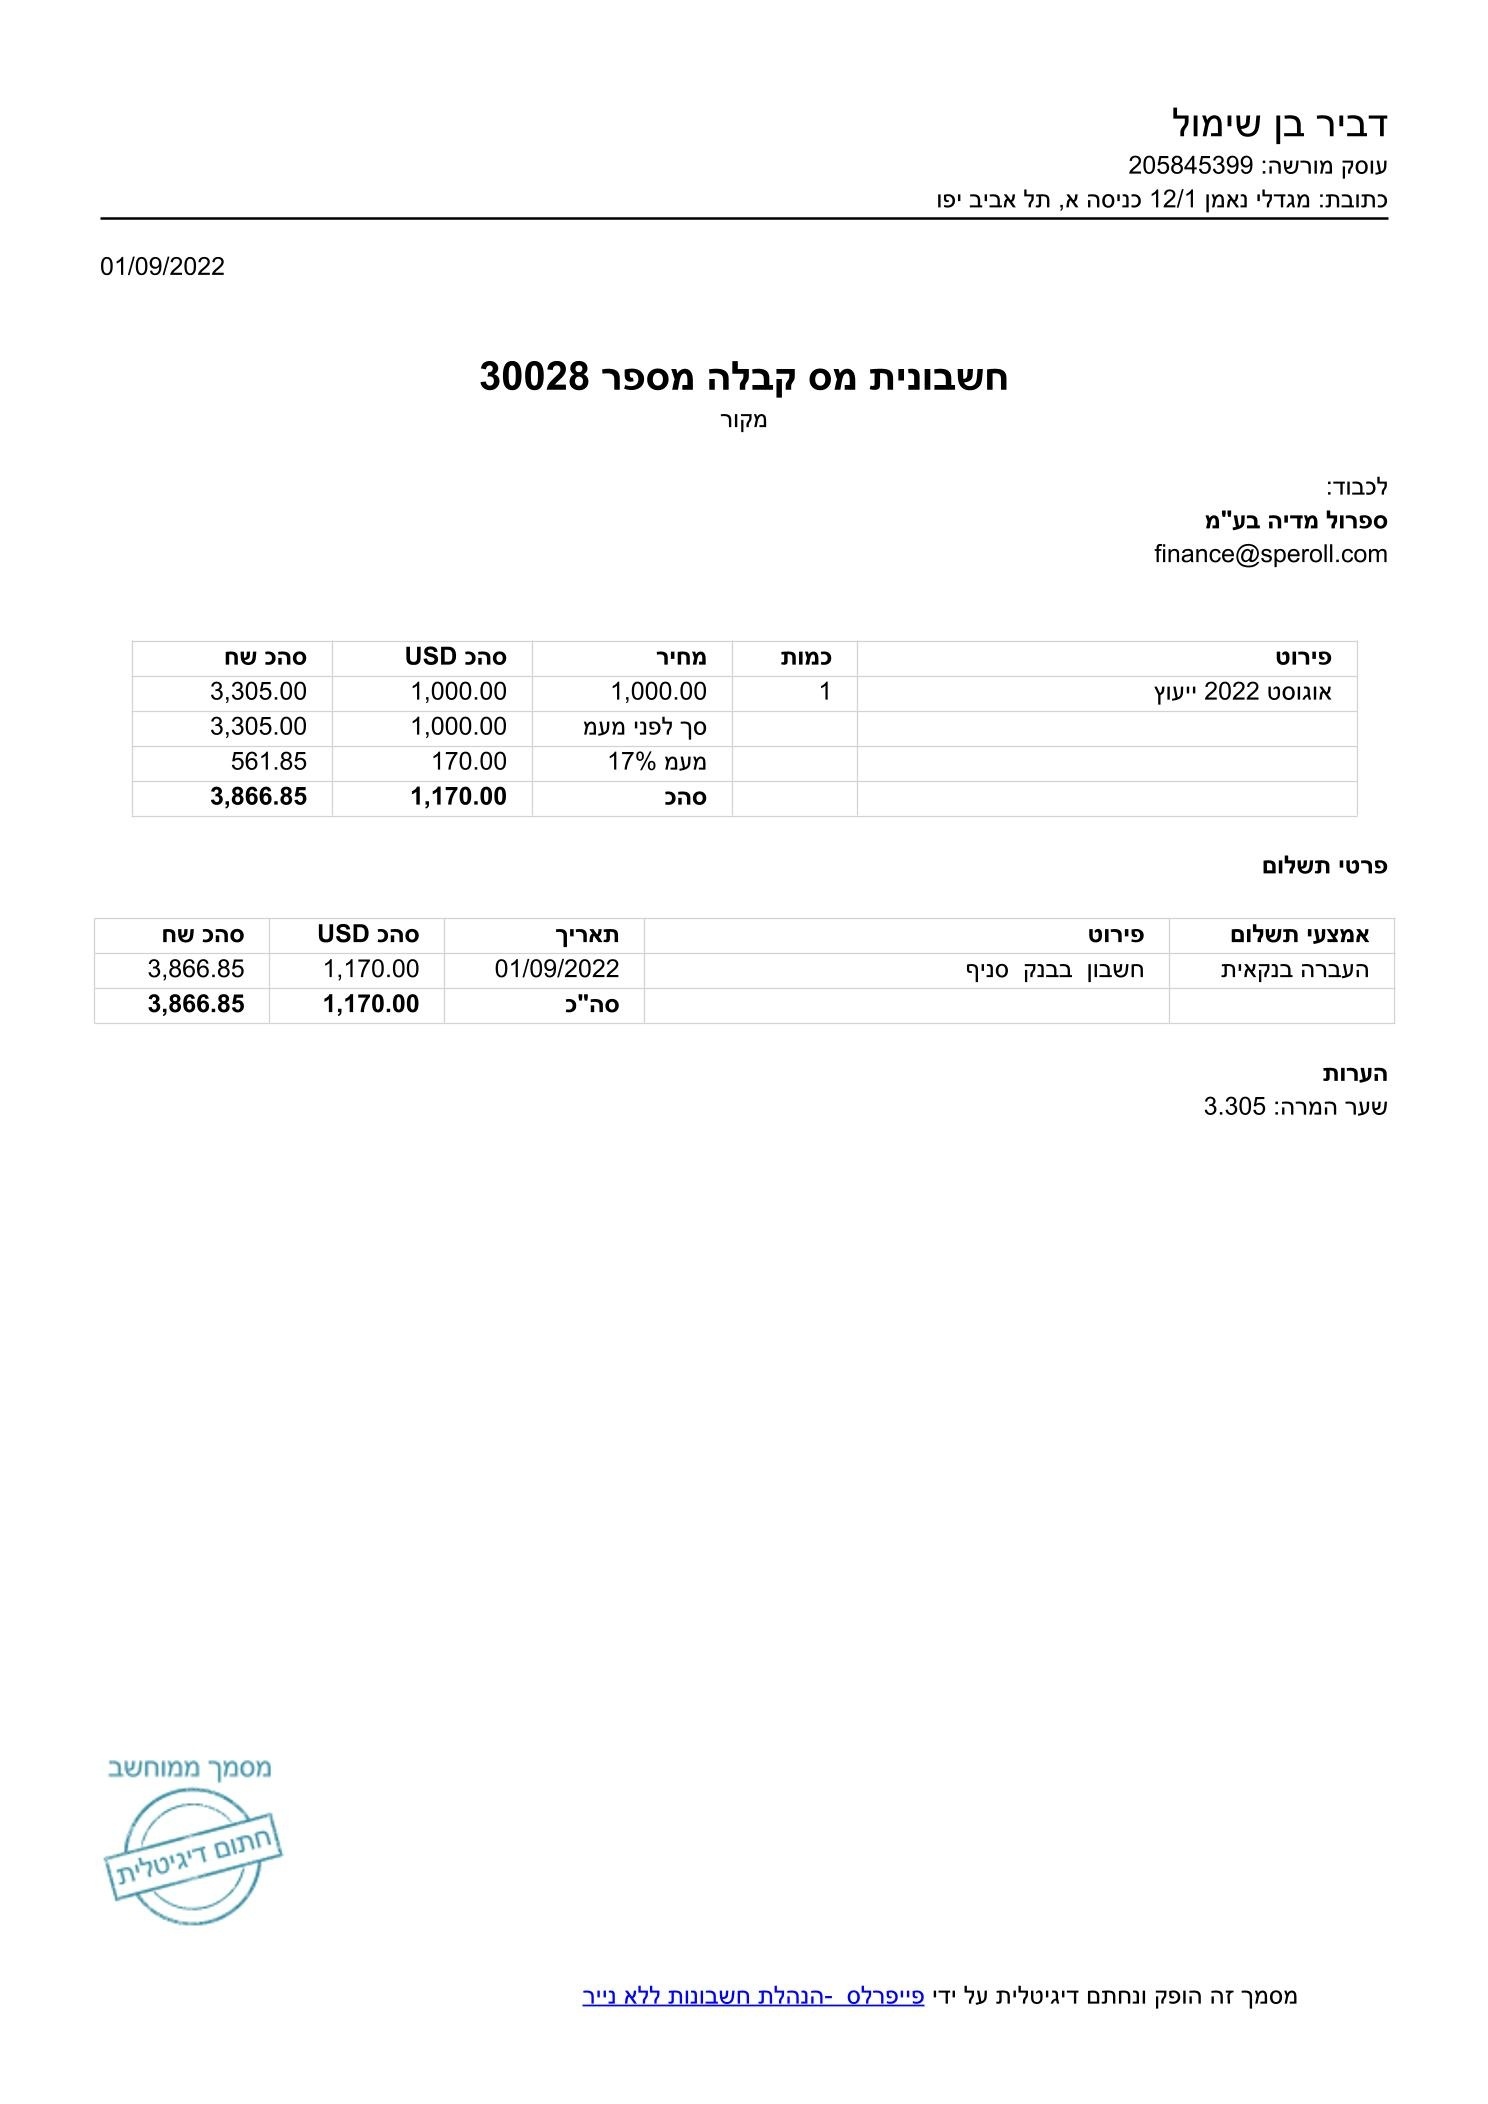 דביר בן שימול
עוסק מורשה: 205845399
כתובת: מגדלי נאמן 12/1 כניסה א, תל אביב יפו
01/09/2022
חשבונית מס קבלה מספר 30028
מקור
לכבוד:
ספרול מדיה בע"מ
finance@speroll.com
פירוט כמות מחיר סהכ USD סהכ שח
אוגוסט 2022 ייעוץ 1 1,000.00 1,000.00 3,305.00
סך לפני מעמ 1,000.00 3,305.00
מעמ 17% 170.00 561.85
סהכ 1,170.00 3,866.85
פרטי תשלום
אמצעי תשלום פירוט תאריך סהכ USD סהכ שח
העברה בנקאית חשבון בבנק סניף 01/09/2022 1,170.00 3,866.85
סה"כ 1,170.00 3,866.85
הערות
שער המרה: 3.305
מסמך ממוחשב
חתום דיגיטלית
מסמך זה הופק ונחתם דיגיטלית על ידי פייפרלס -הנהלת חשבונות ללא נייר